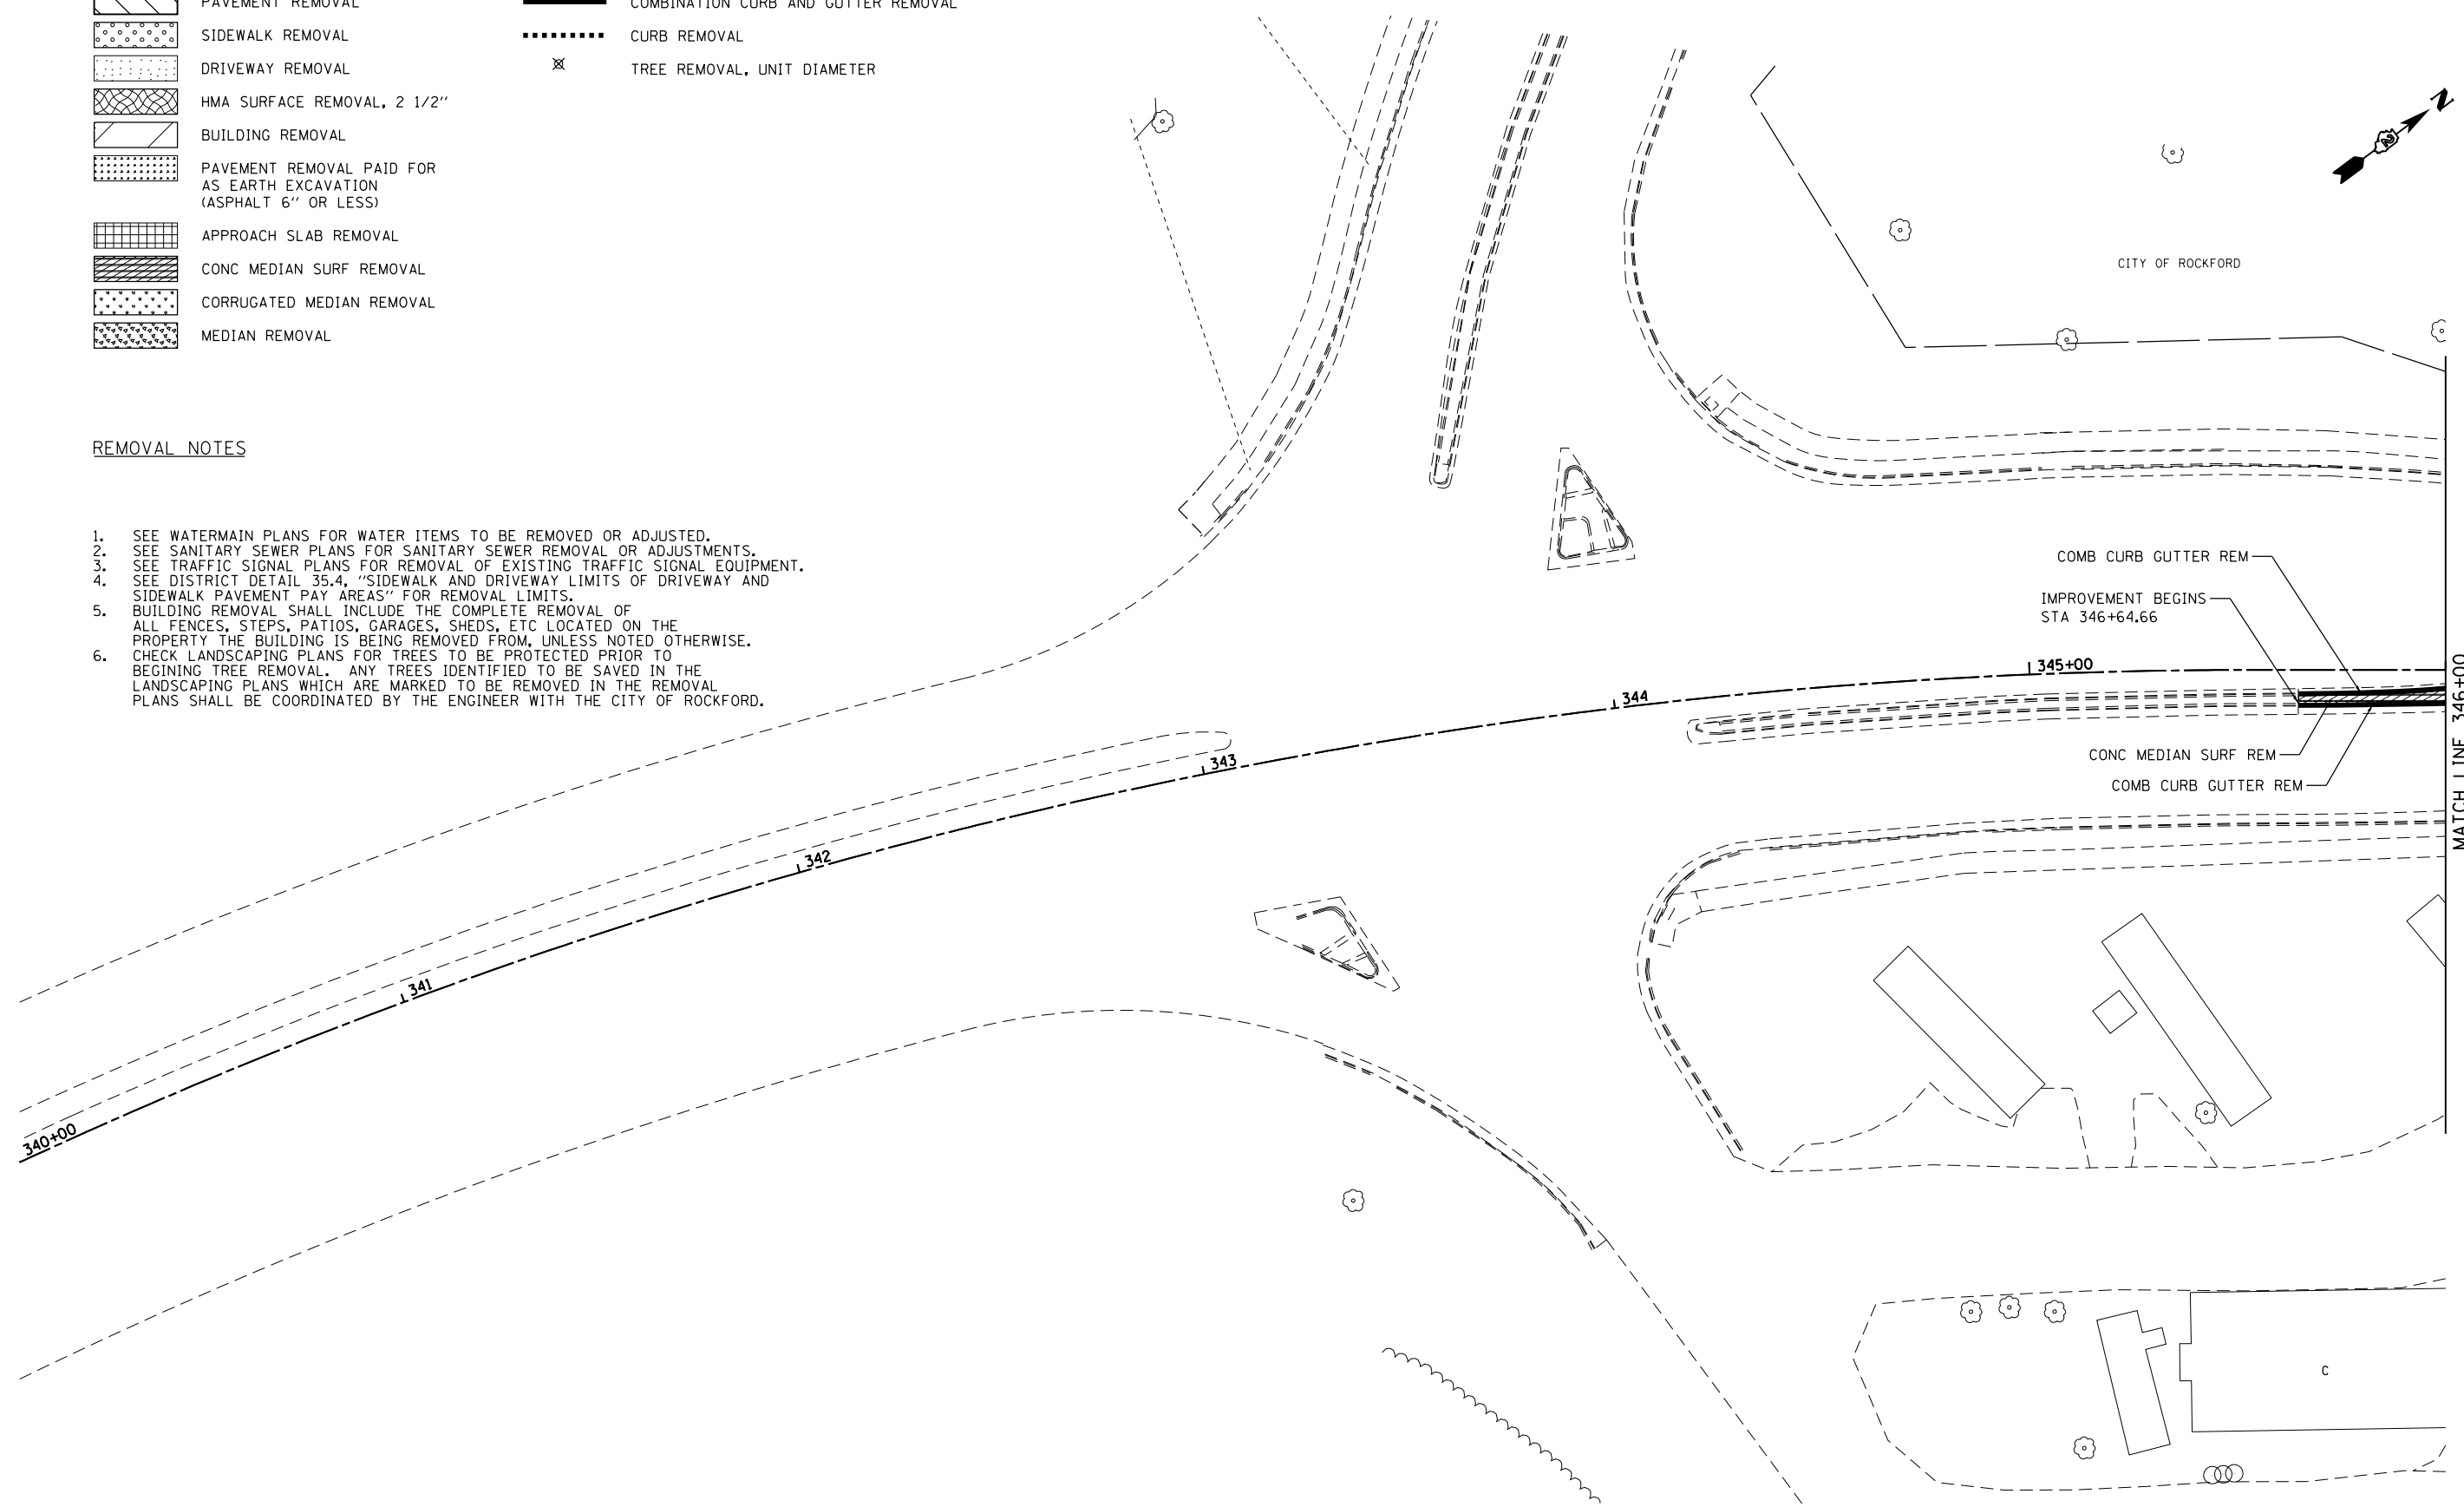 PAVEMENT REMOVAL
SIDEWALK REMOVAL
DRIVEWAY REMOVAL
HMA SURFACE REMOVAL, 2 1/2"
BUILDING REMOVAL
PAVEMENT REMOVAL PAID FOR
AS EARTH EXCAVATION
(ASPHALT 6" OR LESS)
APPROACH SLAB REMOVAL
CONC MEDIAN SURF REMOVAL
CORRUGATED MEDIAN REMOVAL
MEDIAN REMOVAL
COMBINATION CURB AND GUTTER REMOVAL
CURB REMOVAL
TREE REMOVAL, UNIT DIAMETER
REMOVAL NOTES
1. SEE WATERMAIN PLANS FOR WATER ITEMS TO BE REMOVED OR ADJUSTED.
2. SEE SANITARY SEWER PLANS FOR SANITARY SEWER REMOVAL OR ADJUSTMENTS.
3. SEE TRAFFIC SIGNAL PLANS FOR REMOVAL OF EXISTING TRAFFIC SIGNAL EQUIPMENT.
4. SEE DISTRICT DETAIL 35.4, "SIDEWALK AND DRIVEWAY LIMITS OF DRIVEWAY AND
SIDEWALK PAVEMENT PAY AREAS" FOR REMOVAL LIMITS.
5. BUILDING REMOVAL SHALL INCLUDE THE COMPLETE REMOVAL OF
ALL FENCES, STEPS, PATIOS, GARAGES, SHEDS, ETC LOCATED ON THE
PROPERTY THE BUILDING IS BEING REMOVED FROM, UNLESS NOTED OTHERWISE.
6. CHECK LANDSCAPING PLANS FOR TREES TO BE PROTECTED PRIOR TO
BEGINING TREE REMOVAL. ANY TREES IDENTIFIED TO BE SAVED IN THE
LANDSCAPING PLANS WHICH ARE MARKED TO BE REMOVED IN THE REMOVAL
PLANS SHALL BE COORDINATED BY THE ENGINEER WITH THE CITY OF ROCKFORD.
N
CITY OF ROCKFORD
COMB CURB GUTTER REM
IMPROVEMENT BEGINS
STA 346+64.66
345+00
344
343
342
341
340+00
CONC MEDIAN SURF REM
COMB CURB GUTTER REM
MATCH LINE 346+00
C